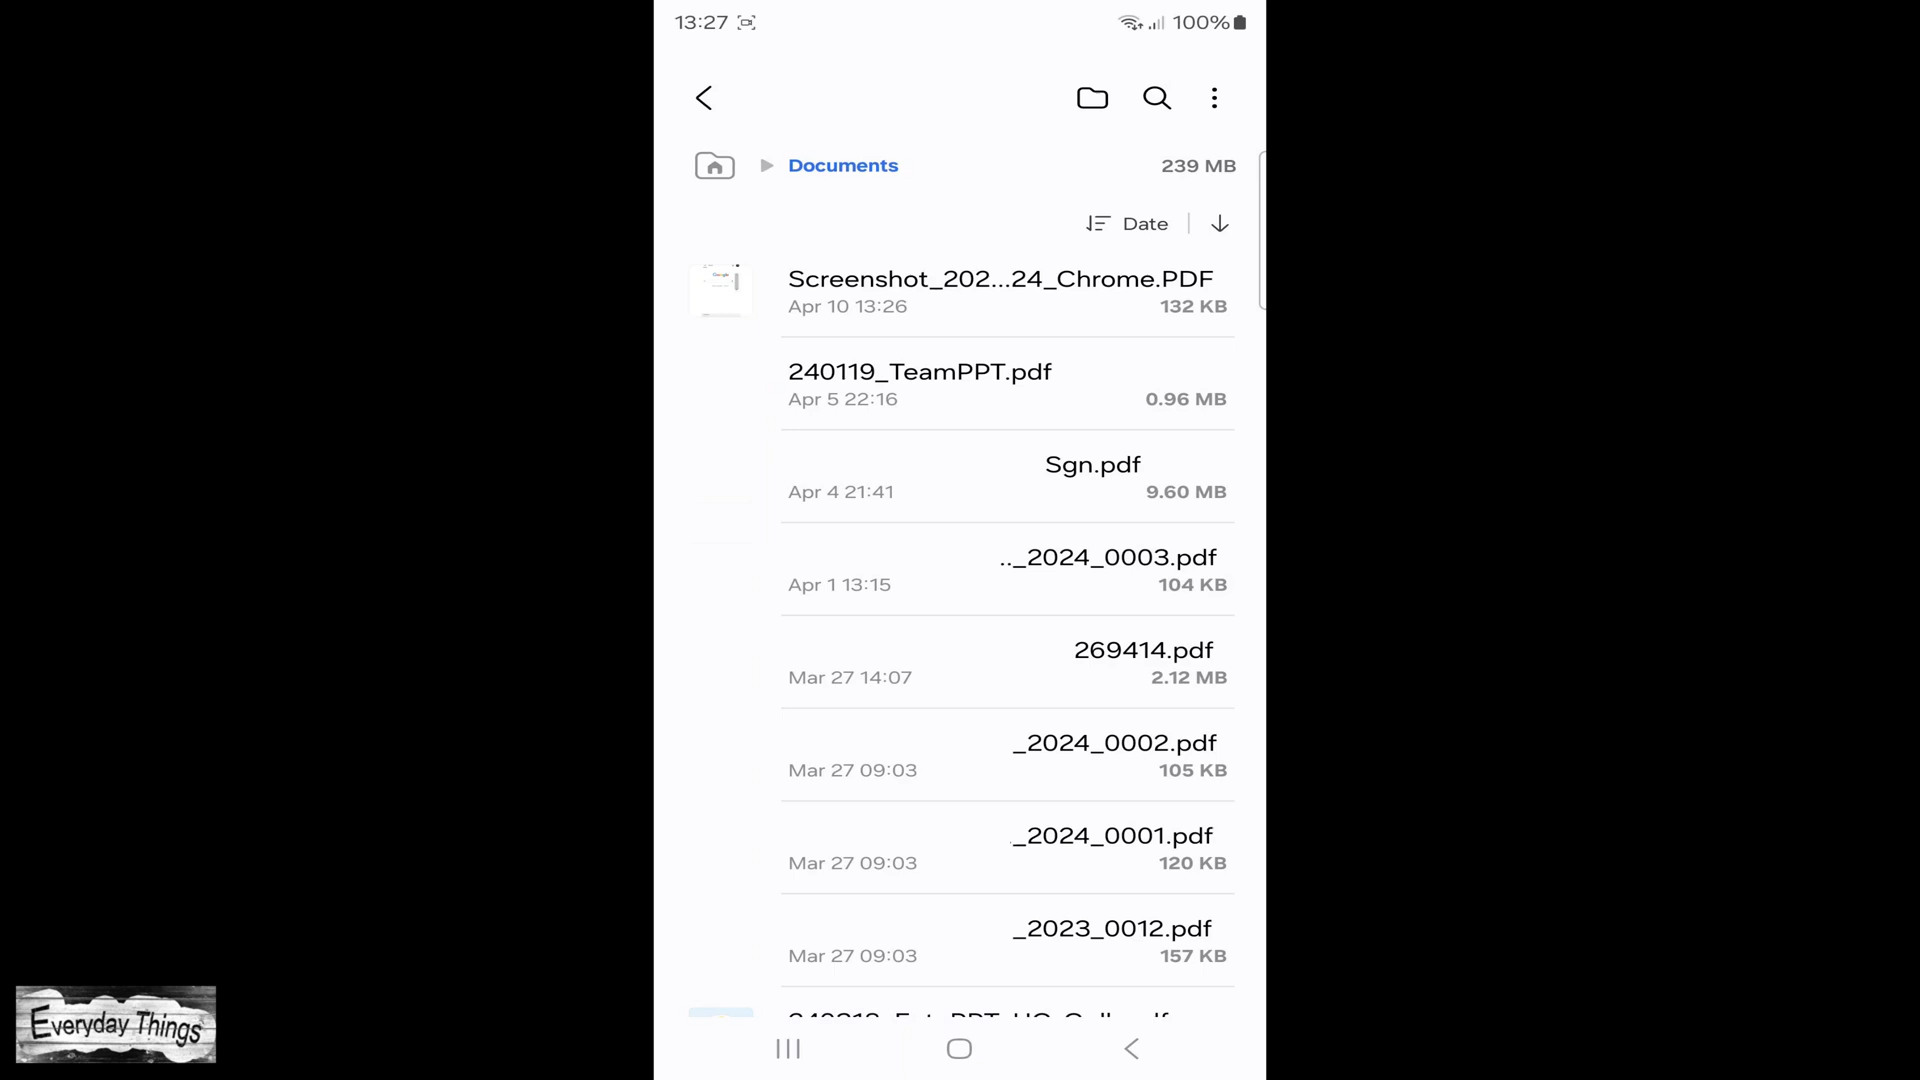 13:27 100%
Documents 239 MB
Date
Screenshot_202...24_Chrome.PDF
Apr 10 13:26 132 KB
240119_TeamPPT.pdf
Apr 5 22:16 0.96 MB
Sgn.pdf
Apr 4 21:41 9.60 MB
.._2024_0003.pdf
Apr 1 13:15 104 KB
269414.pdf
Mar 27 14:07 2.12 MB
_2024_0002.pdf
Mar 27 09:03 105 KB
._2024_0001.pdf
Mar 27 09:03 120 KB
_2023_0012.pdf
Mar 27 09:03 157 KB
Everyday Things